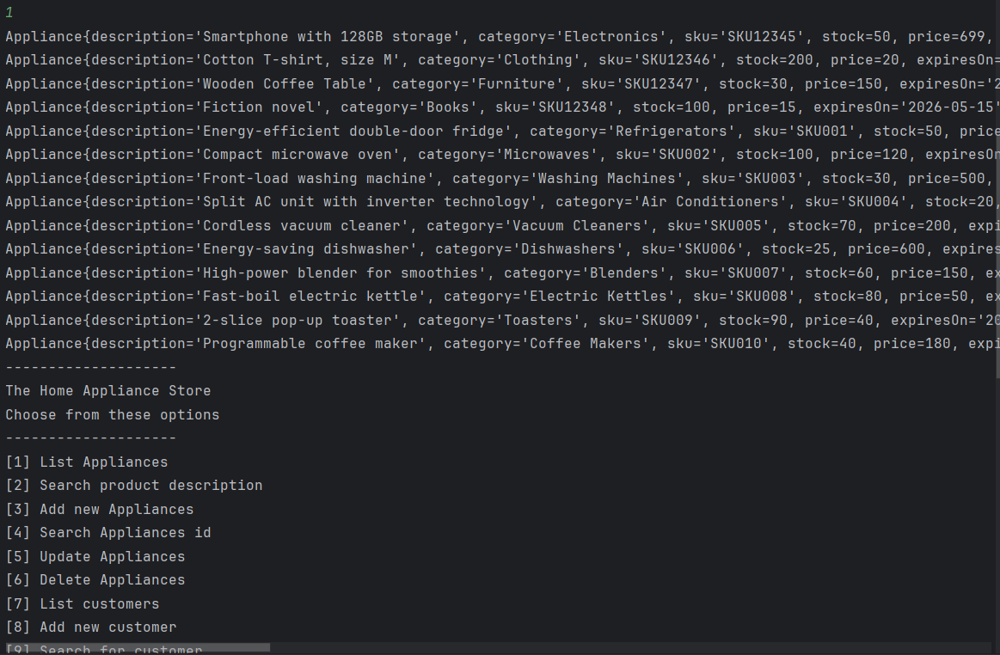 1
Appliance{description='Smartphone with 128GB storage', category='Electronics', sku='SKU12345', stock=50, price=699,
Appliance{description='Cotton T-shirt, size M', category='Clothing', sku='SKU12346', stock=200, price=20, expiresOn=
Appliance{description='Wooden Coffee Table', category='Furniture', sku='SKU12347', stock=30, price=150, expiresOn='2
Appliance{description='Fiction novel', category='Books', sku='SKU12348', stock=100, price=15, expiresOn='2026-05-15'
Appliance{description='Energy-efficient double-door fridge', category='Refrigerators', sku='SKU001', stock=50, price
Appliance{description='Compact microwave oven', category='Microwaves', sku='SKU002', stock=100, price=120, expiresOn
Appliance{description='Front-load washing machine', category='Washing Machines', sku='SKU003', stock=30, price=500,
Appliance{description='Split AC unit with inverter technology', category='Air Conditioners', sku='SKU004', stock=20,
Appliance{description='Cordless vacuum cleaner', category='Vacuum Cleaners', sku='SKU005', stock=70, price=200, expi
Appliance{description='Energy-saving dishwasher', category='Dishwashers', sku='SKU006', stock=25, price=600, expires
Appliance{description='High-power blender for smoothies', category='Blenders', sku='SKU007', stock=60, price=150, ex
Appliance{description='Fast-boil electric kettle', category='Electric Kettles', sku='SKU008', stock=80, price=50, ex
Appliance{description='2-slice pop-up toaster', category='Toasters', sku='SKU009', stock=90, price=40, expiresOn='20
Appliance{description='Programmable coffee maker', category='Coffee Makers', sku='SKU010', stock=40, price=180, expi
--------------------
The Home Appliance Store
Choose from these options
--------------------
[1] List Appliances
[2] Search product description
[3] Add new Appliances
[4] Search Appliances id
[5] Update Appliances
[6] Delete Appliances
[7] List customers
[8] Add new customer
[9] Search for customer